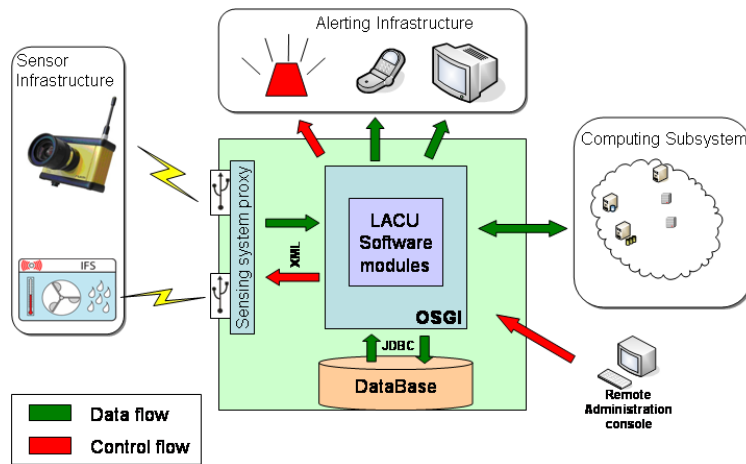 Alerting Infrastructure
Sensor
Infrastructure
IFS
Sensing system proxy
XML
LACU
Software
modules
OSGI
JDBC
DataBase
Computing Subsystem
Remote
Administration
console
Data flow
Control flow